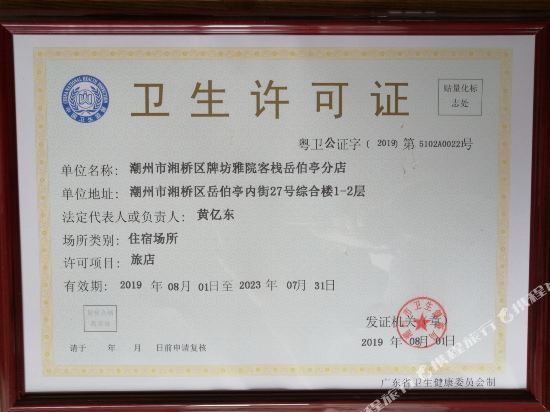 卫生许可证
贴量化标
志处
粤卫公证字(2019)第5102A00221号
单位名称：潮州市湘桥区牌坊雅院客栈岳伯亭分店
单位地址：潮州市湘桥区岳伯亭内街27号综合楼1-2层
法定代表人或负责人：黄亿东
场所类别：住宿场所
许可项目：旅店
有效期：2019 年 08月 01日至 2023 年 07月 31日
发证机关（章）
2019 年 08月 01日
请于 年 月 日前申请复核
广东省卫生健康委员会制
携程旅行